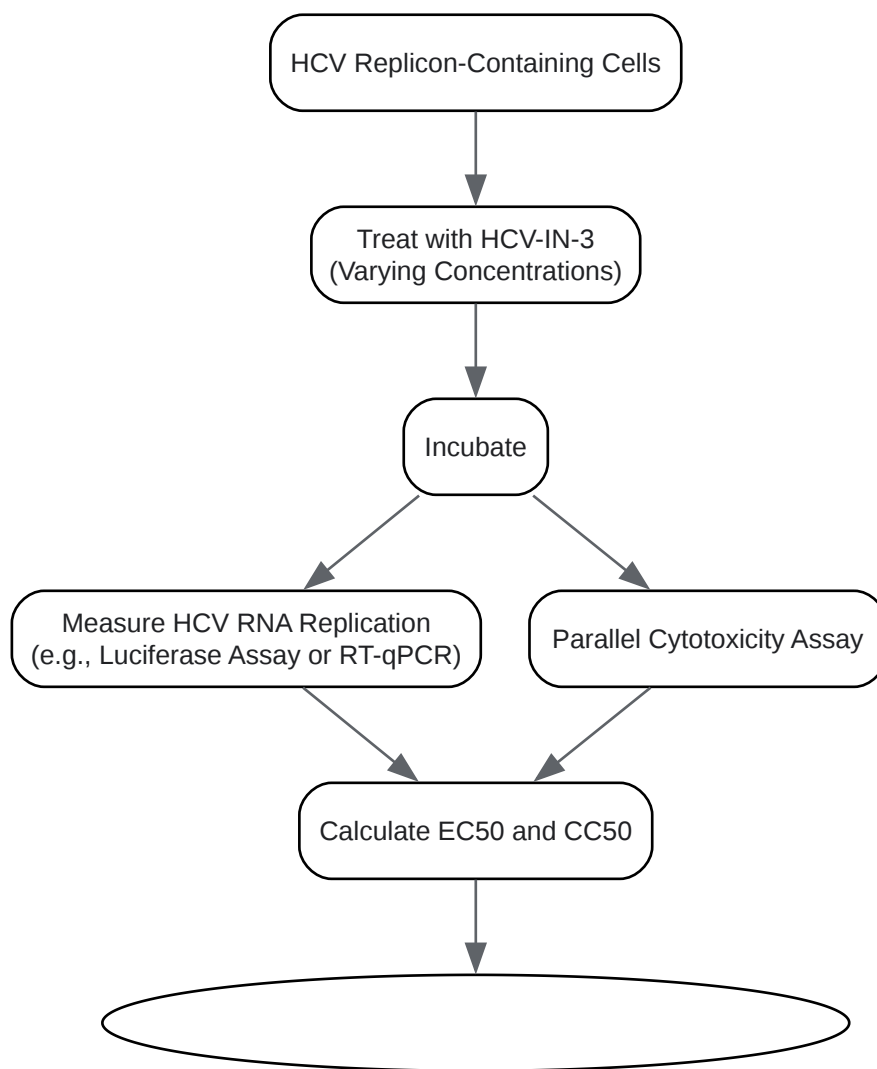 HCV Replicon-Containing Cells
Treat with HCV-IN-3
(Varying Concentrations)
Incubate
Measure HCV RNA Replication
(e.g., Luciferase Assay or RT-qPCR)
Parallel Cytotoxicity Assay
Calculate EC50 and CC50